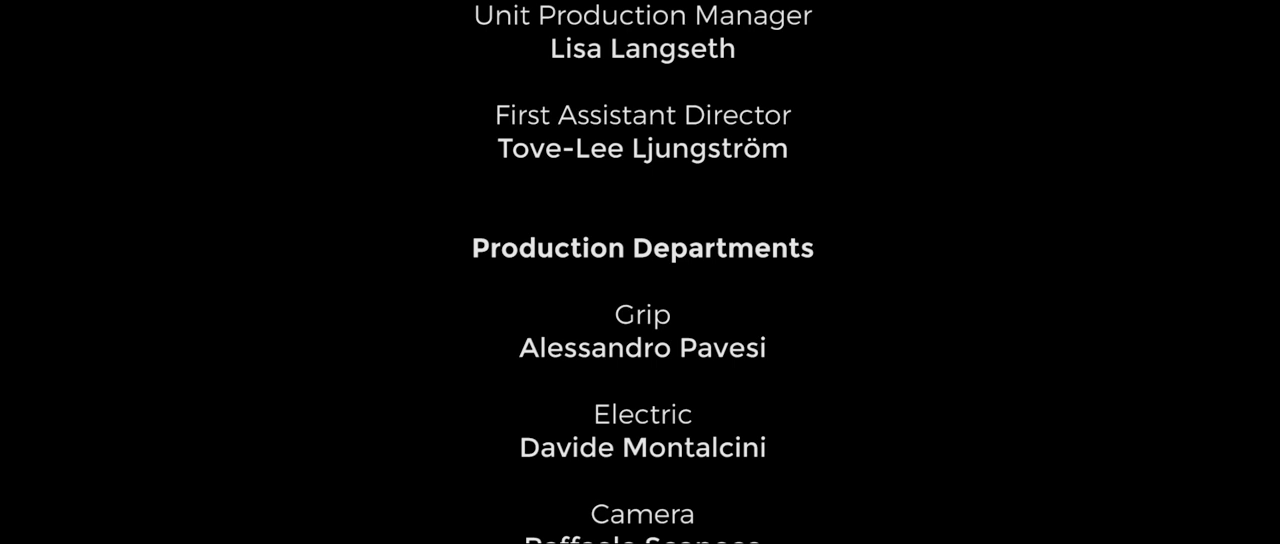 Unit Production Manager
Lisa Langseth
First Assistant Director
Tove-Lee Ljungström
Production Departments
Grip
Alessandro Pavesi
Electric
Davide Montalcini
Camera